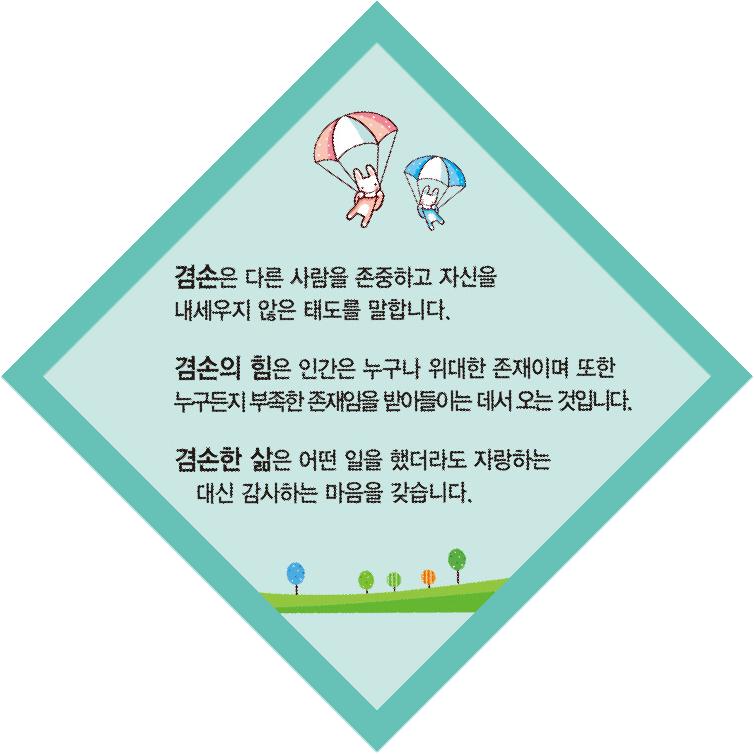 겸손은 다른 사람을 존중하고 자신을
내세우지 않은 태도를 말합니다.
겸손의 힘은 인간은 누구나 위대한 존재이며 또한
누구든지 부족한 존재임을 받아들이는 데서 오는 것입니다.
겸손한 삶은 어떤 일을 했더라도 자랑하는
대신 감사하는 마음을 갖습니다.